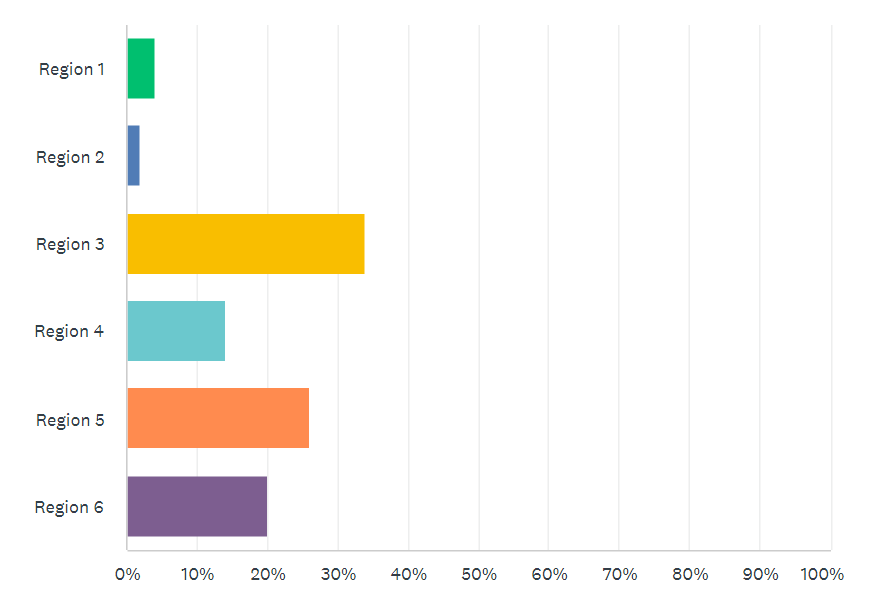 Region 1
Region 2
Region 3
Region 4
Region 5
Region 6
0% 10% 20% 30% 40% 50% 60% 70% 80% 90% 100%